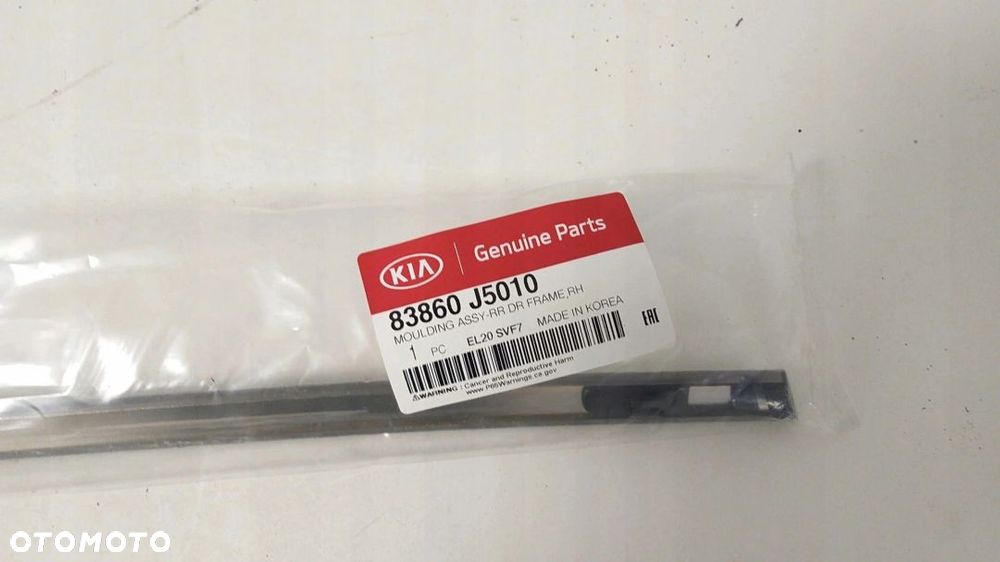 KIA Genuine Parts
83860 J5010
MOULDING ASSY-RR DR FRAME,RH
1 PC EL20 SVF7 MADE IN KOREA
EAC
WARNING : Cancer and Reproductive Harm
www.P65Warnings.ca.gov
OTOMOTO